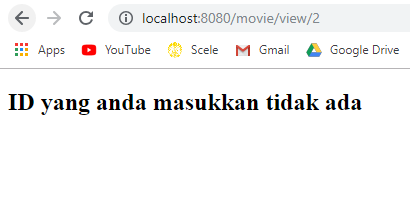 localhost:8080/movie/view/2
Apps YouTube Scele Gmail Google Drive
ID yang anda masukkan tidak ada